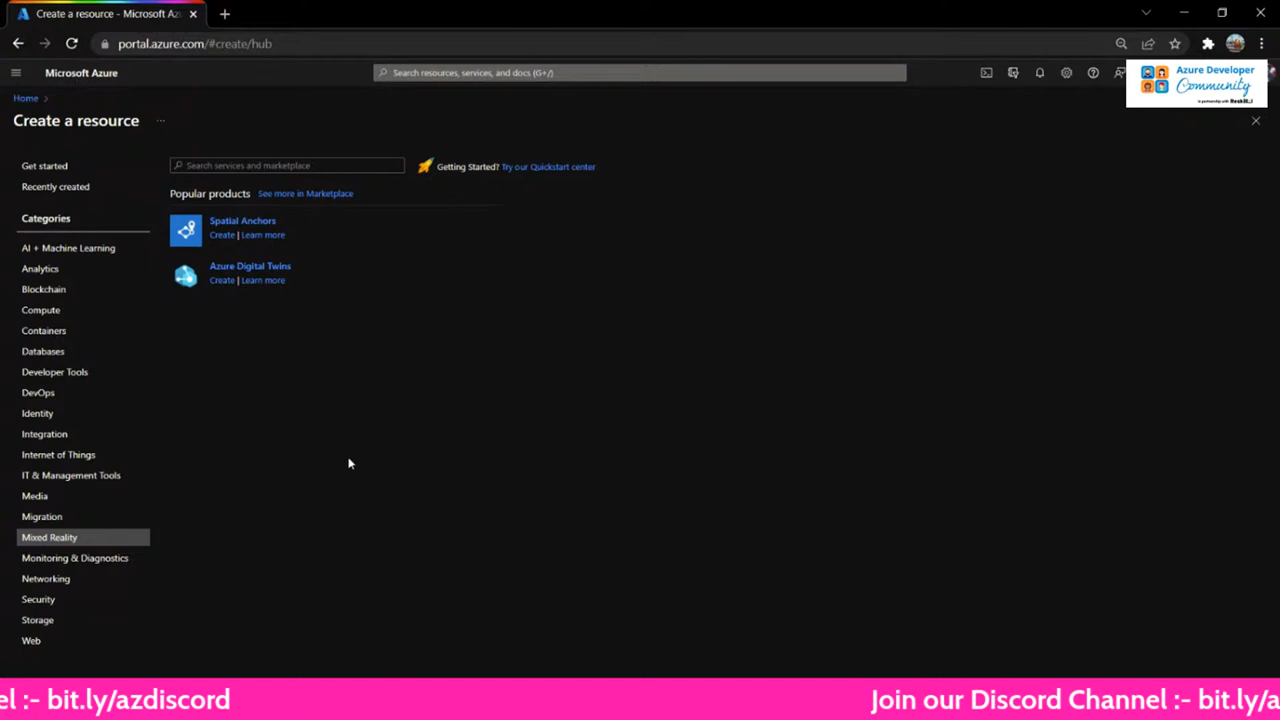 Create a resource - Microsoft Az
portal.azure.com/#create/hub
Microsoft Azure
Search resources, services, and docs (G+/)
Azure Developer
Community
Home
Create a resource
...
Get started
Search services and marketplace
Getting Started? Try our Quickstart center
Recently created
Popular products See more in Marketplace
Categories
Spatial Anchors
Create | Learn more
AI + Machine Learning
Analytics
Azure Digital Twins
Create | Learn more
Blockchain
Compute
Containers
Databases
Developer Tools
DevOps
Identity
Integration
Internet of Things
IT & Management Tools
Media
Migration
Mixed Reality
Monitoring & Diagnostics
Networking
Security
Storage
Web
el :- bit.ly/azdiscord Join our Discord Channel :- bit.ly/a